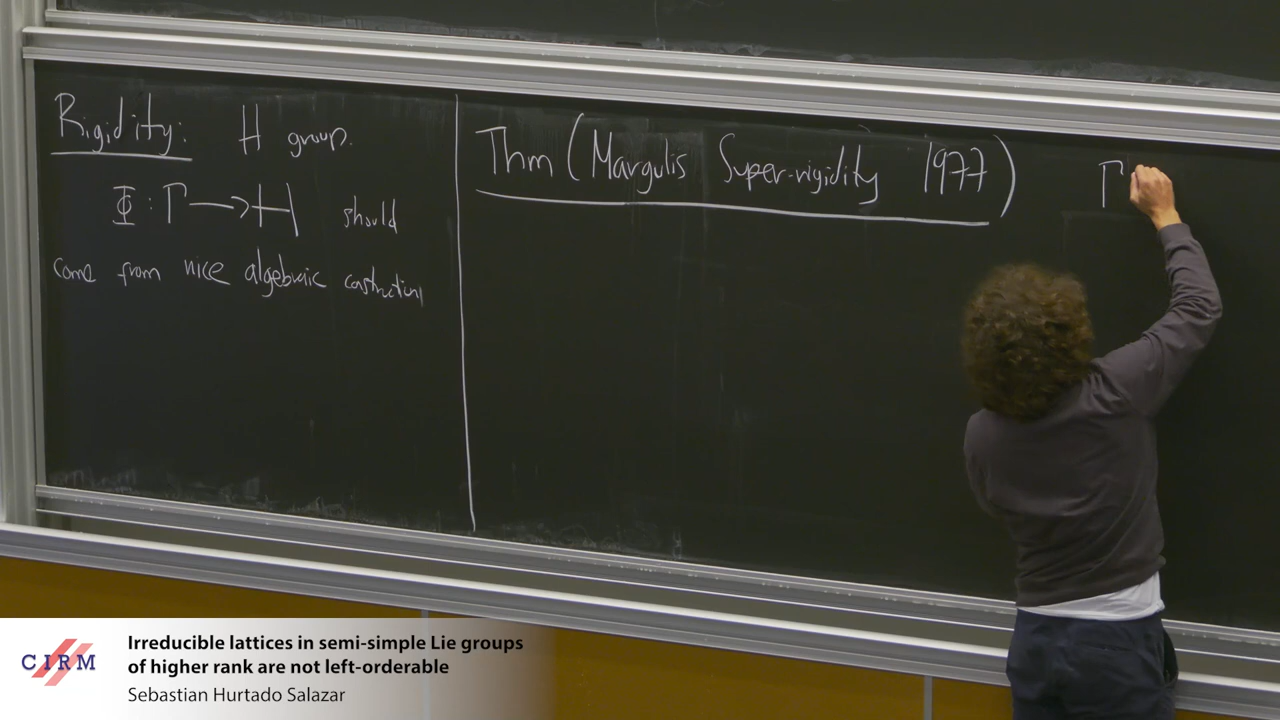 Rigidity: H group.
Φ : Γ → H should
come from nice algebraic constructions
Thm (Margulis Super-rigidity 1977)
Γ
CIRM
Irreducible lattices in semi-simple Lie groups
of higher rank are not left-orderable
Sebastian Hurtado Salazar